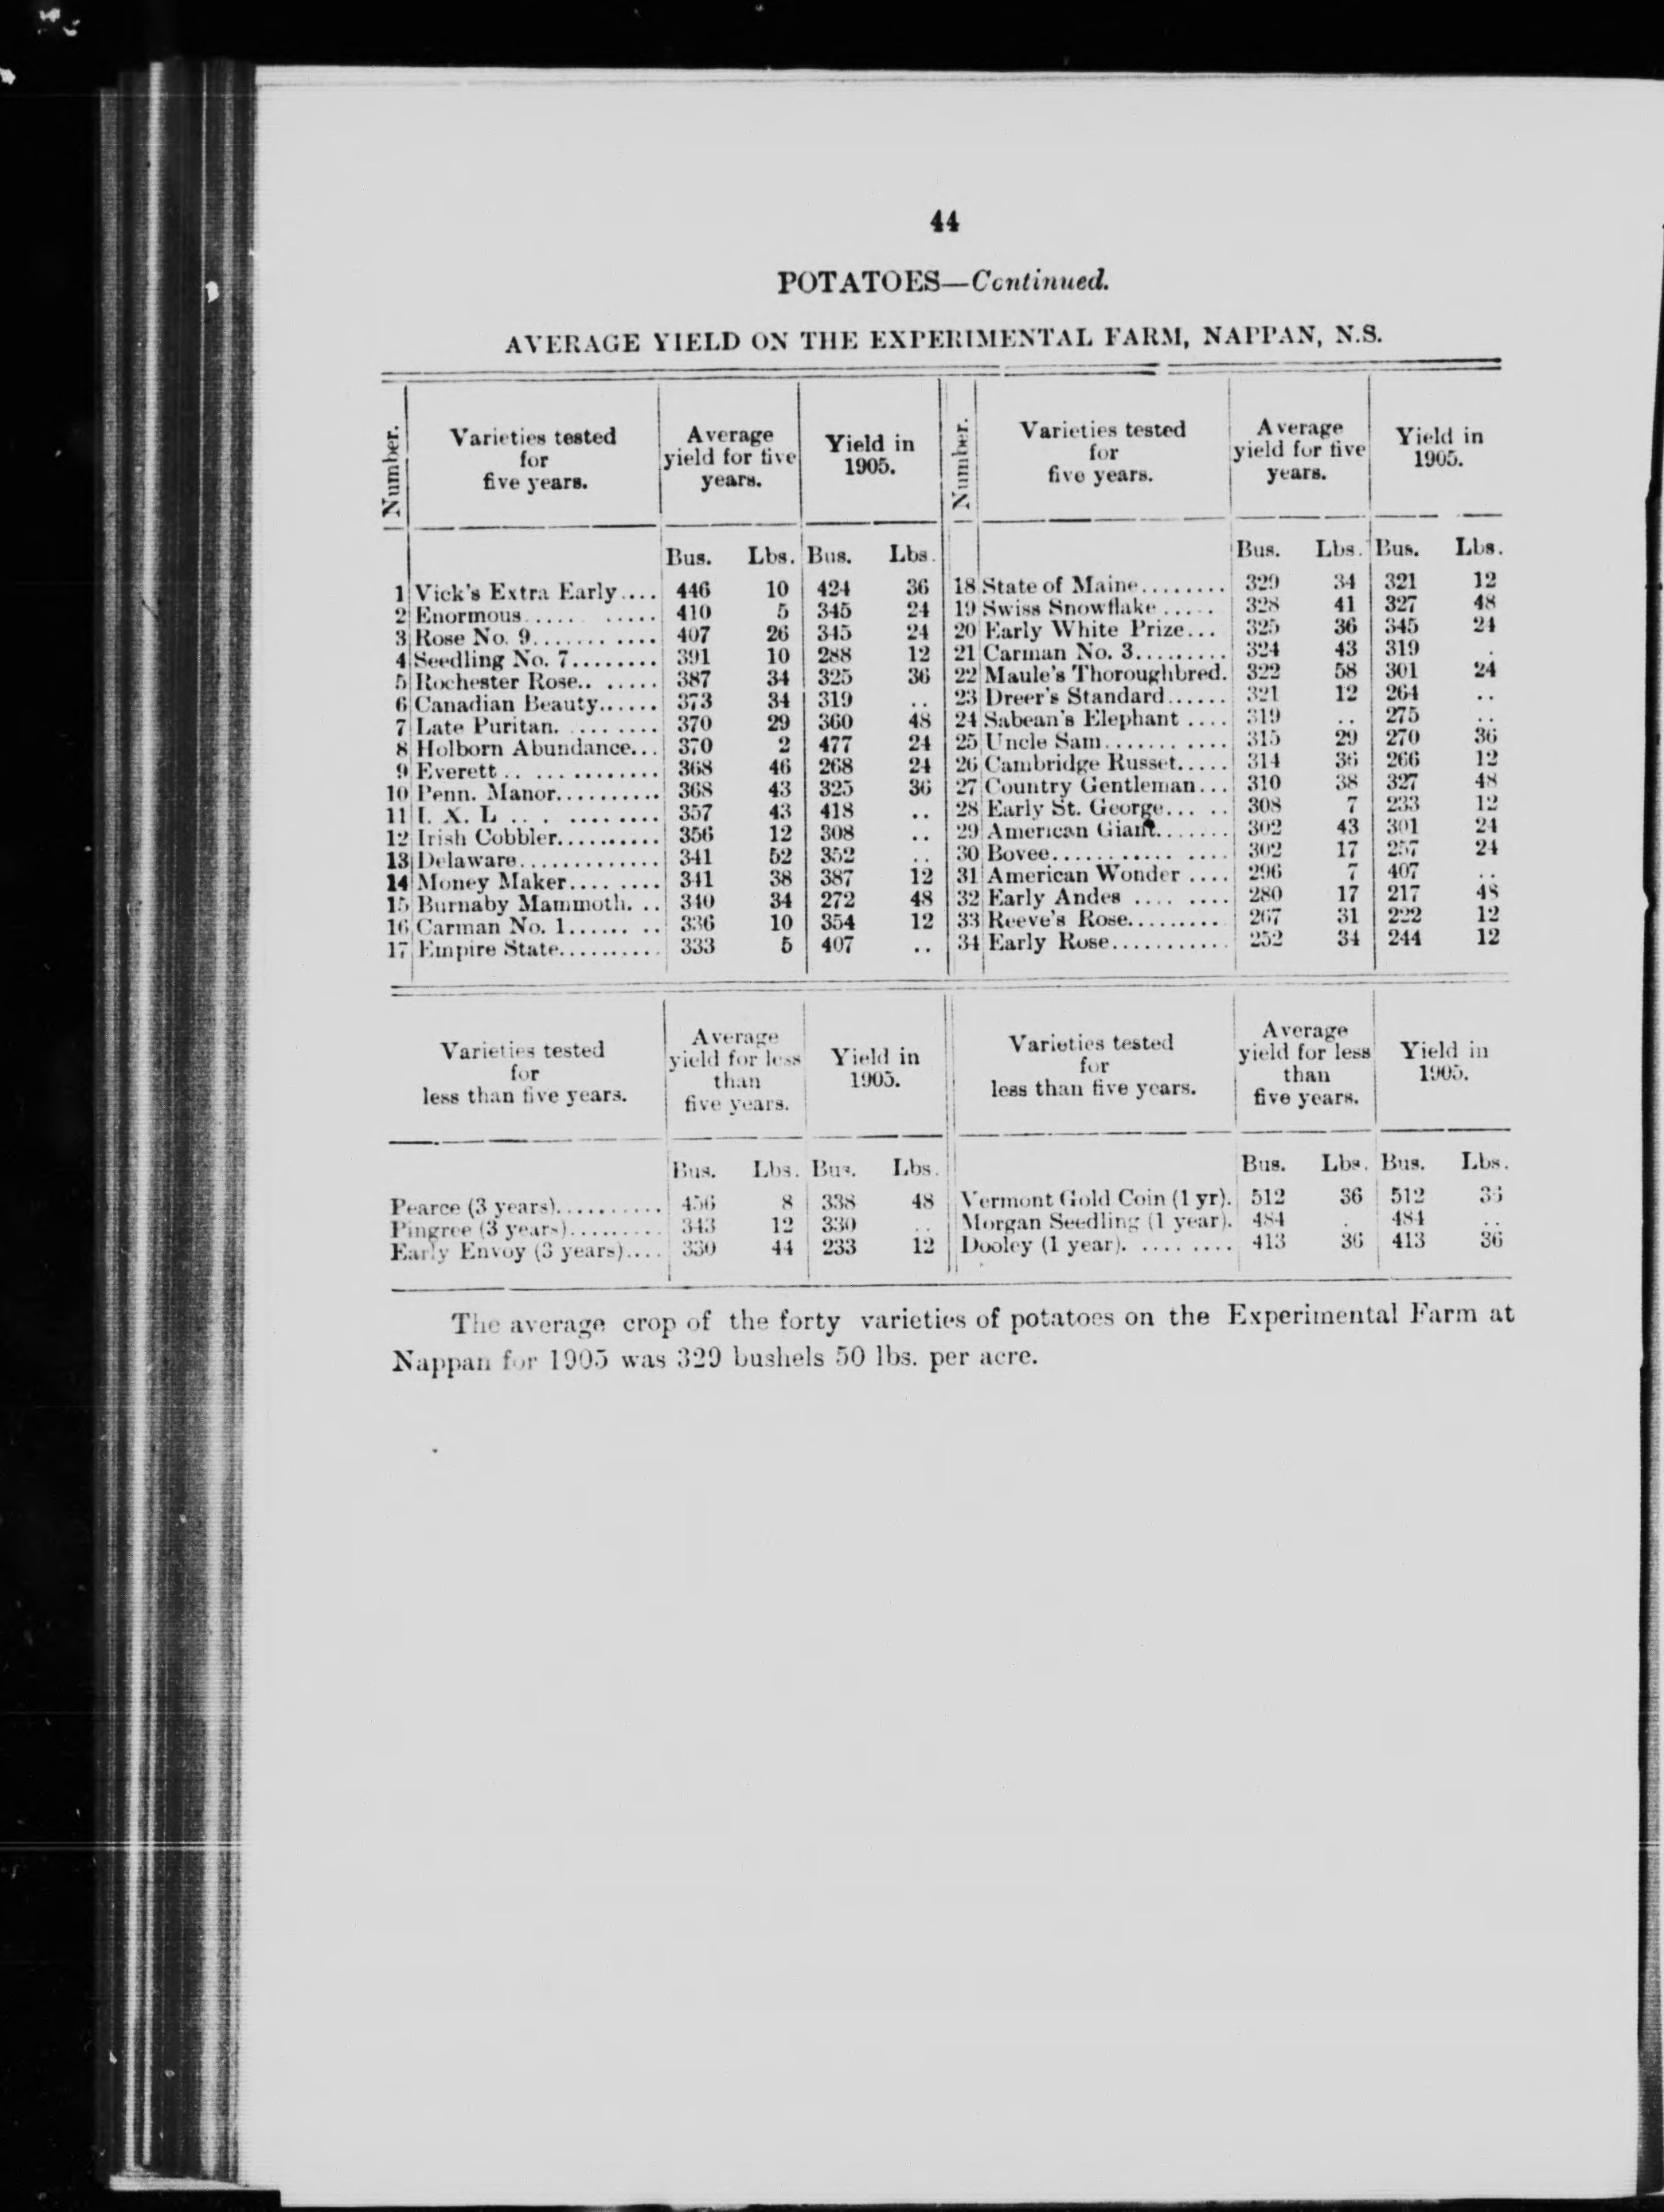 44
POTATOES—Continued.
AVERAGE YIELD ON THE EXPERIMENTAL FARM, NAPPAN, N.S.
Number. Varieties tested for five years. Average yield for five years. Yield in 1905. Number. Varieties tested for five years. Average yield for five years. Yield in 1905.
Bus. Lbs. Bus. Lbs. Bus. Lbs. Bus. Lbs.
1 Vick's Extra Early.... 446 10 424 36 18 State of Maine........ 329 34 321 12
2 Enormous..... ..... 410 5 345 24 19 Swiss Snowflake ..... 328 41 327 48
3 Rose No. 9........... 407 26 345 24 20 Early White Prize... 325 36 345 24
4 Seedling No. 7........ 391 10 288 12 21 Carman No. 3......... 324 43 319 .
5 Rochester Rose.. ..... 387 34 325 36 22 Maule's Thoroughbred. 322 58 301 24
6 Canadian Beauty...... 373 34 319 .. 23 Dreer's Standard...... 321 12 264 ..
7 Late Puritan. ........ 370 29 360 48 24 Sabean's Elephant .... 319 .. 275 ..
8 Holborn Abundance... 370 2 477 24 25 Uncle Sam........... 315 29 270 36
9 Everett .. ............. 368 46 268 24 26 Cambridge Russet..... 314 36 266 12
10 Penn. Manor.......... 368 43 325 36 27 Country Gentleman... 310 38 327 48
11 I. X. L ... . ......... 357 43 418 .. 28 Early St. George... .. 308 7 233 12
12 Irish Cobbler.......... 356 12 308 .. 29 American Giant....... 302 43 301 24
13 Delaware............. 341 52 352 .. 30 Bovee............ .... 302 17 257 24
14 Money Maker......... 341 38 387 12 31 American Wonder .... 296 7 407 ..
15 Burnaby Mammoth. .. 340 34 272 48 32 Early Andes .... .... 280 17 217 48
16 Carman No. 1...... .. 336 10 354 12 33 Reeve's Rose......... 267 31 222 12
17 Empire State.......... 333 5 407 .. 34 Early Rose........... 252 34 244 12
Varieties tested for less than five years. Average yield for less than five years. Yield in 1905. Varieties tested for less than five years. Average yield for less than five years. Yield in 1905.
Bus. Lbs. Bus. Lbs. Bus. Lbs. Bus. Lbs.
Pearce (3 years).......... 456 8 338 48 Vermont Gold Coin (1 yr). 512 36 512 36
Pingree (3 years)......... 343 12 330 .. Morgan Seedling (1 year). 484 . 484 ..
Early Envoy (3 years).... 330 44 233 12 Dooley (1 year). ........ 413 36 413 36
The average crop of the forty varieties of potatoes on the Experimental Farm at
Nappan for 1905 was 329 bushels 50 lbs. per acre.